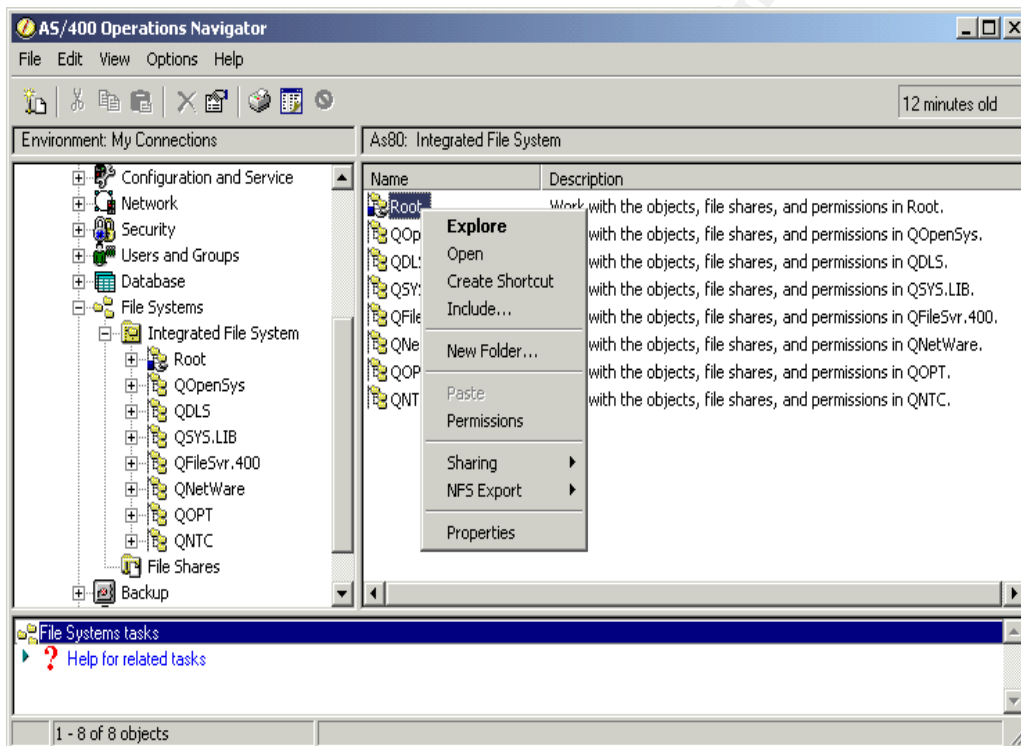 AS/400 Operations Navigator
File Edit View Options Help
12 minutes old
Environment: My Connections
As80: Integrated File System
Configuration and Service
Network
Security
Users and Groups
Database
File Systems
Integrated File System
Root
QOpenSys
QDLS
QSYS.LIB
QFileSvr.400
QNetWare
QOPT
QNTC
File Shares
Backup
Name Description
Root Work with the objects, file shares, and permissions in Root.
with the objects, file shares, and permissions in QOpenSys.
with the objects, file shares, and permissions in QDLS.
with the objects, file shares, and permissions in QSYS.LIB.
with the objects, file shares, and permissions in QFileSvr.400.
with the objects, file shares, and permissions in QNetWare.
with the objects, file shares, and permissions in QOPT.
QNT with the objects, file shares, and permissions in QNTC.
Explore
Open
Create Shortcut
Include...
New Folder...
Paste
Permissions
Sharing
NFS Export
Properties
File Systems tasks
? Help for related tasks
1 - 8 of 8 objects